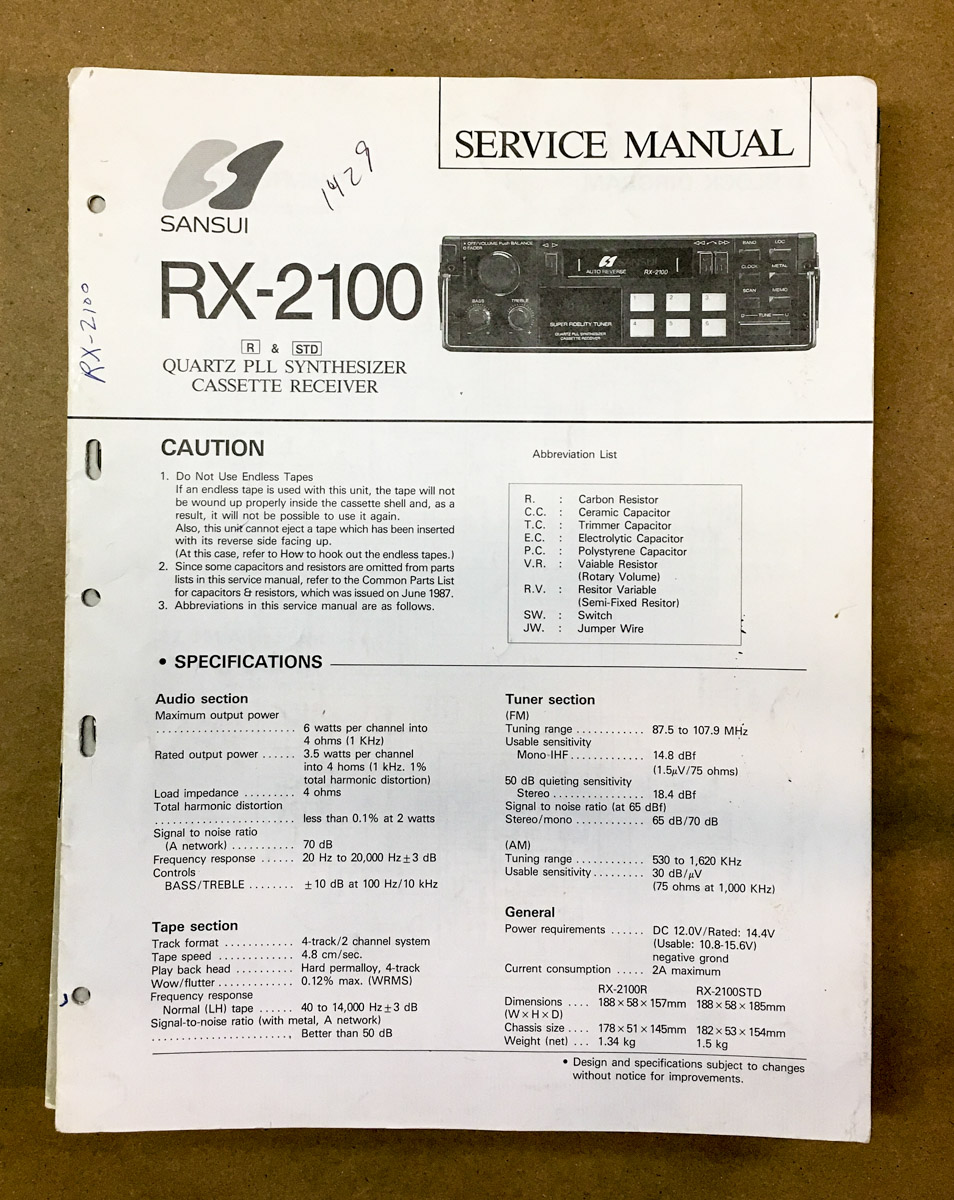 SERVICE MANUAL
SANSUI
1429
RX-2100
RX-2100
R & STD
QUARTZ PLL SYNTHESIZER
CASSETTE RECEIVER
OFF/VOLUME Push BALANCE
FADER
BASS
TREBLE
SANSUI
AUTO REVERSE RX-2100
SUPER FIDELITY TUNER
QUARTZ PLL SYNTHESIZER
CASSETTE RECEIVER
1 2 3
4 5 6
BAND LOC
CLOCK METAL
SCAN MEMO
D TUNE U
CAUTION
1. Do Not Use Endless Tapes
If an endless tape is used with this unit, the tape will not
be wound up properly inside the cassette shell and, as a
result, it will not be possible to use it again.
Also, this unit cannot eject a tape which has been inserted
with its reverse side facing up.
(At this case, refer to How to hook out the endless tapes.)
2. Since some capacitors and resistors are omitted from parts
lists in this service manual, refer to the Common Parts List
for capacitors & resistors, which was issued on June 1987.
3. Abbreviations in this service manual are as follows.
Abbreviation List
R. : Carbon Resistor
C.C. : Ceramic Capacitor
T.C. : Trimmer Capacitor
E.C. : Electrolytic Capacitor
P.C. : Polystyrene Capacitor
V.R. : Vaiable Resistor
(Rotary Volume)
R.V. : Resitor Variable
(Semi-Fixed Resitor)
SW. : Switch
JW. : Jumper Wire
• SPECIFICATIONS
Audio section
Maximum output power
...................... 6 watts per channel into
4 ohms (1 KHz)
Rated output power ...... 3.5 watts per channel
into 4 homs (1 kHz. 1%
total harmonic distortion)
Load impedance ......... 4 ohms
Total harmonic distortion
...................... less than 0.1% at 2 watts
Signal to noise ratio
(A network) .......... 70 dB
Frequency response ...... 20 Hz to 20,000 Hz±3 dB
Controls
BASS/TREBLE ........ ±10 dB at 100 Hz/10 kHz
Tape section
Track format ........... 4-track/2 channel system
Tape speed ............ 4.8 cm/sec.
Play back head ......... Hard permalloy, 4-track
Wow/flutter ............. 0.12% max. (WRMS)
Frequency response
Normal (LH) tape ...... 40 to 14,000 Hz±3 dB
Signal-to-noise ratio (with metal, A network)
......................, Better than 50 dB
Tuner section
(FM)
Tuning range ............ 87.5 to 107.9 MHz
Usable sensitivity
Mono·IHF............. 14.8 dBf
(1.5μV/75 ohms)
50 dB quieting sensitivity
Stereo ................ 18.4 dBf
Signal to noise ratio (at 65 dBf)
Stereo/mono ............ 65 dB/70 dB
(AM)
Tuning range ............ 530 to 1,620 KHz
Usable sensitivity......... 30 dB/μV
(75 ohms at 1,000 KHz)
General
Power requirements ...... DC 12.0V/Rated: 14.4V
(Usable: 10.8-15.6V)
negative grond
Current consumption ..... 2A maximum
RX-2100R RX-2100STD
Dimensions .... 188×58×157mm 188×58×185mm
(W×H×D)
Chassis size .... 178×51×145mm 182×53×154mm
Weight (net) ... 1.34 kg 1.5 kg
• Design and specifications subject to changes
without notice for improvements.